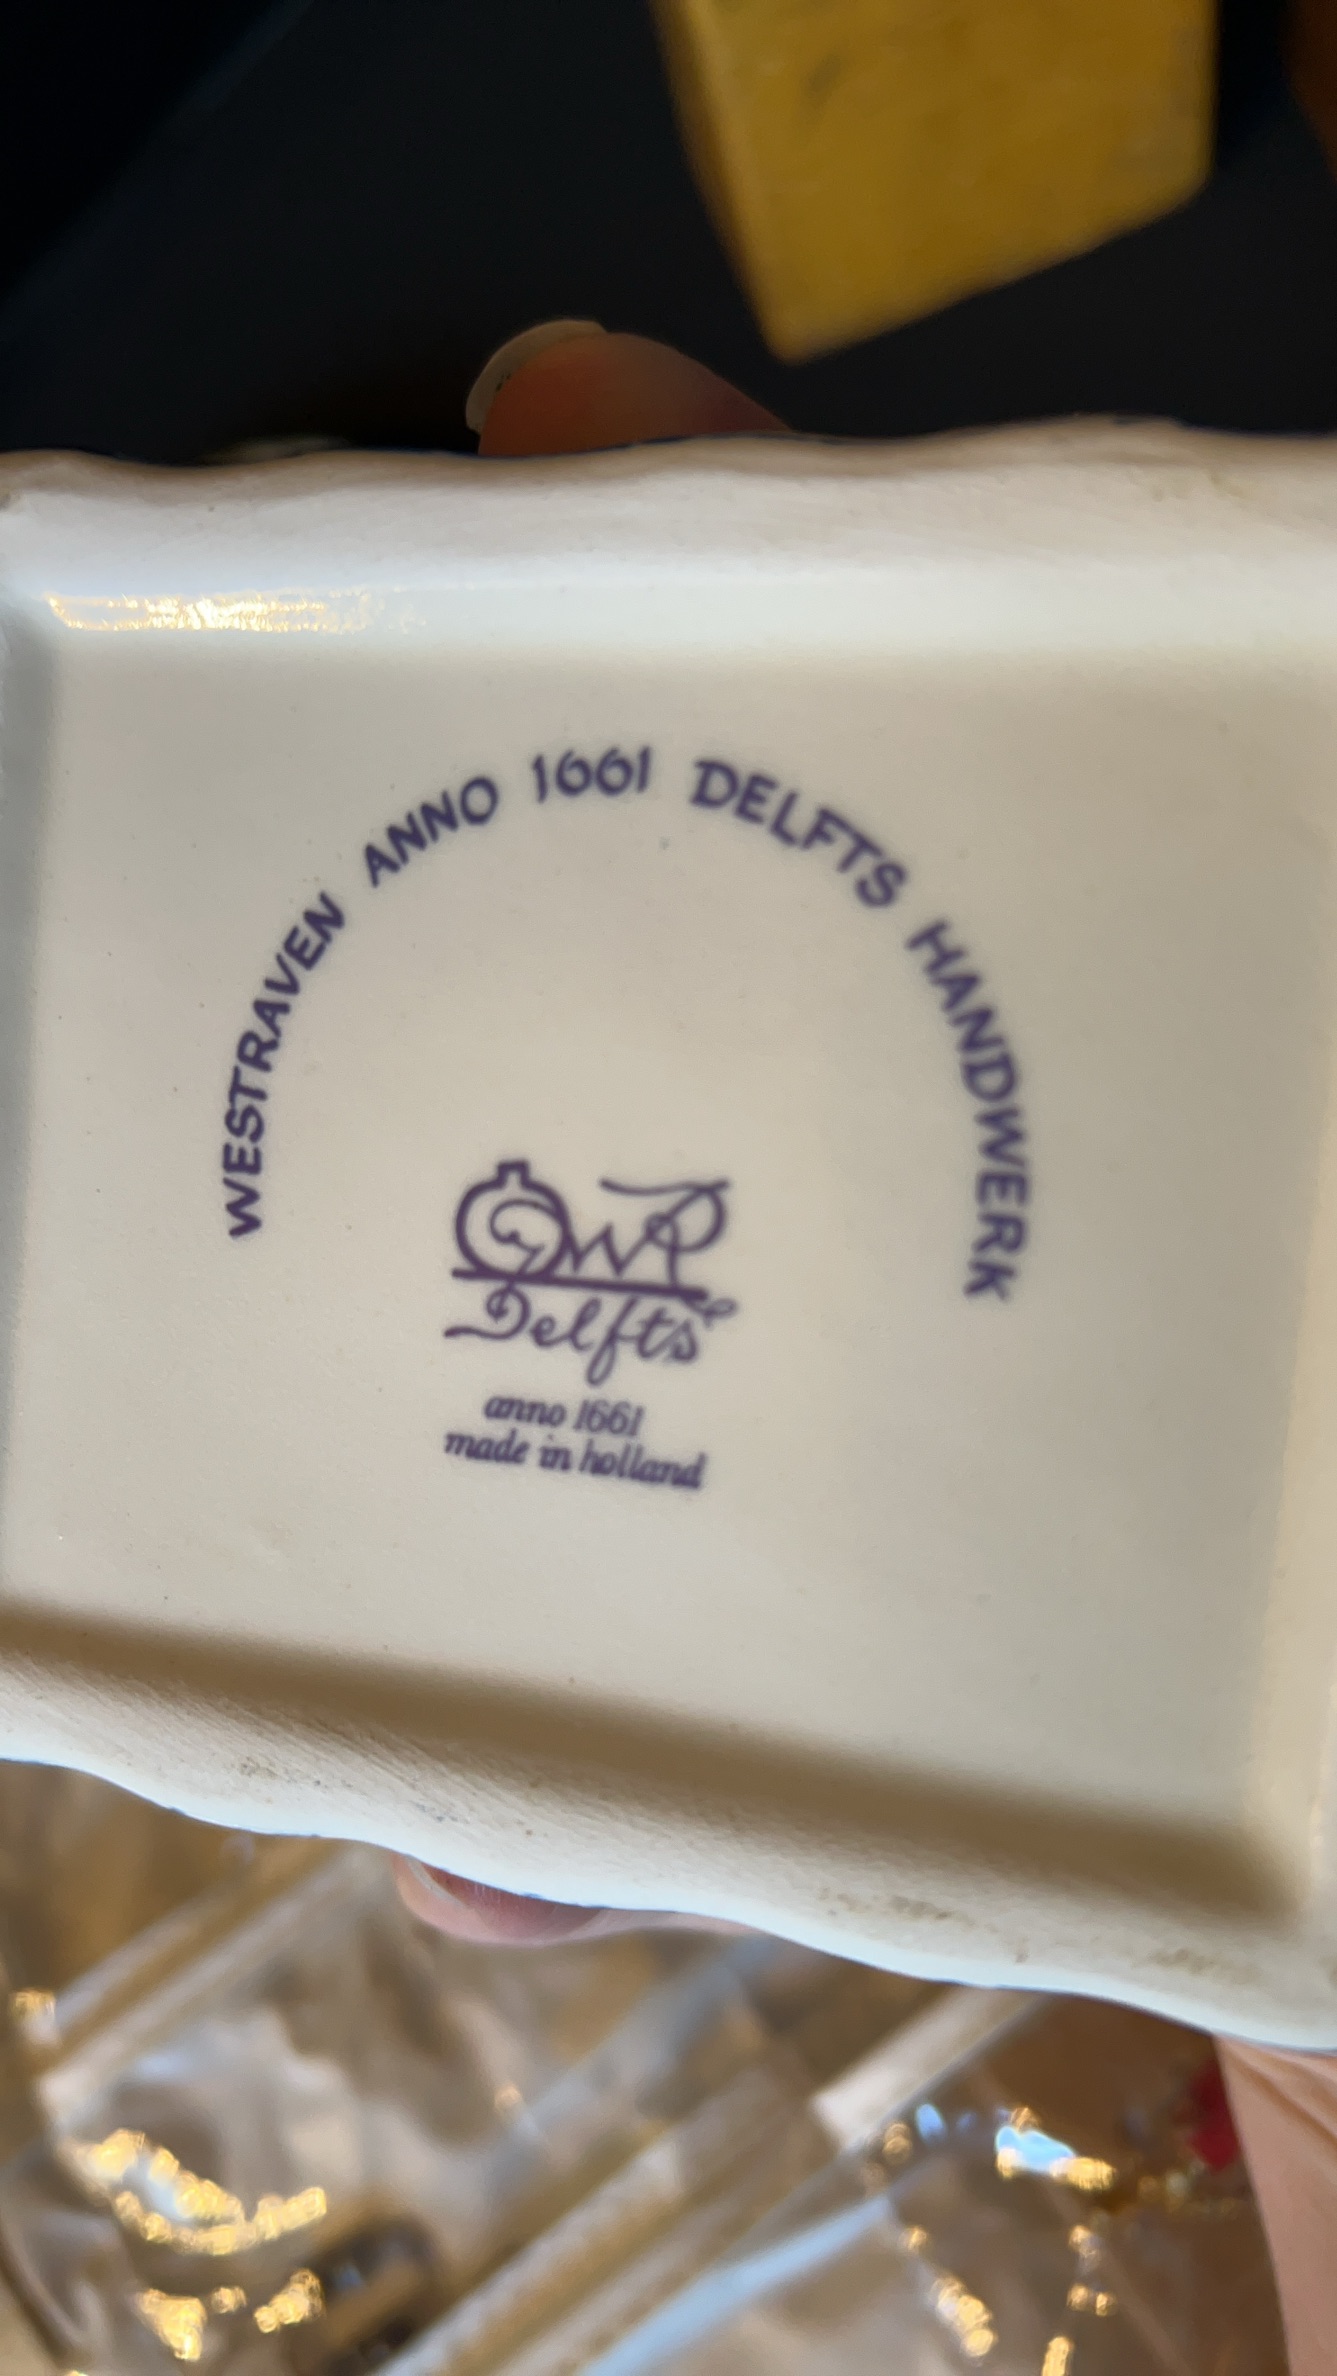 WESTRAVEN ANNO 1661 DELFTS HANDWERK
Delfts
anno 1661
made in holland